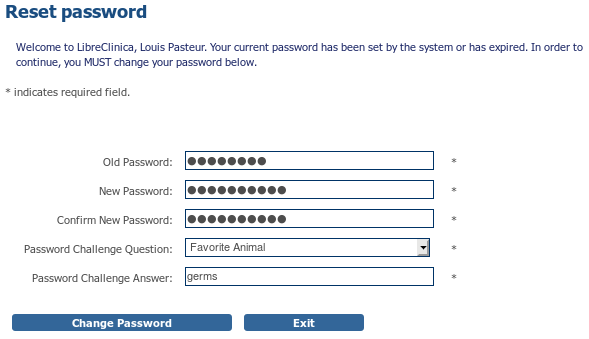 Reset password
Welcome to LibreClinica, Louis Pasteur. Your current password has been set by the system or has expired. In order to
continue, you MUST change your password below.
* indicates required field.
Old Password: ●●●●●●●● *
New Password: ●●●●●●●●●● *
Confirm New Password: ●●●●●●●●●● *
Password Challenge Question: Favorite Animal *
Password Challenge Answer: germs *
Change Password Exit